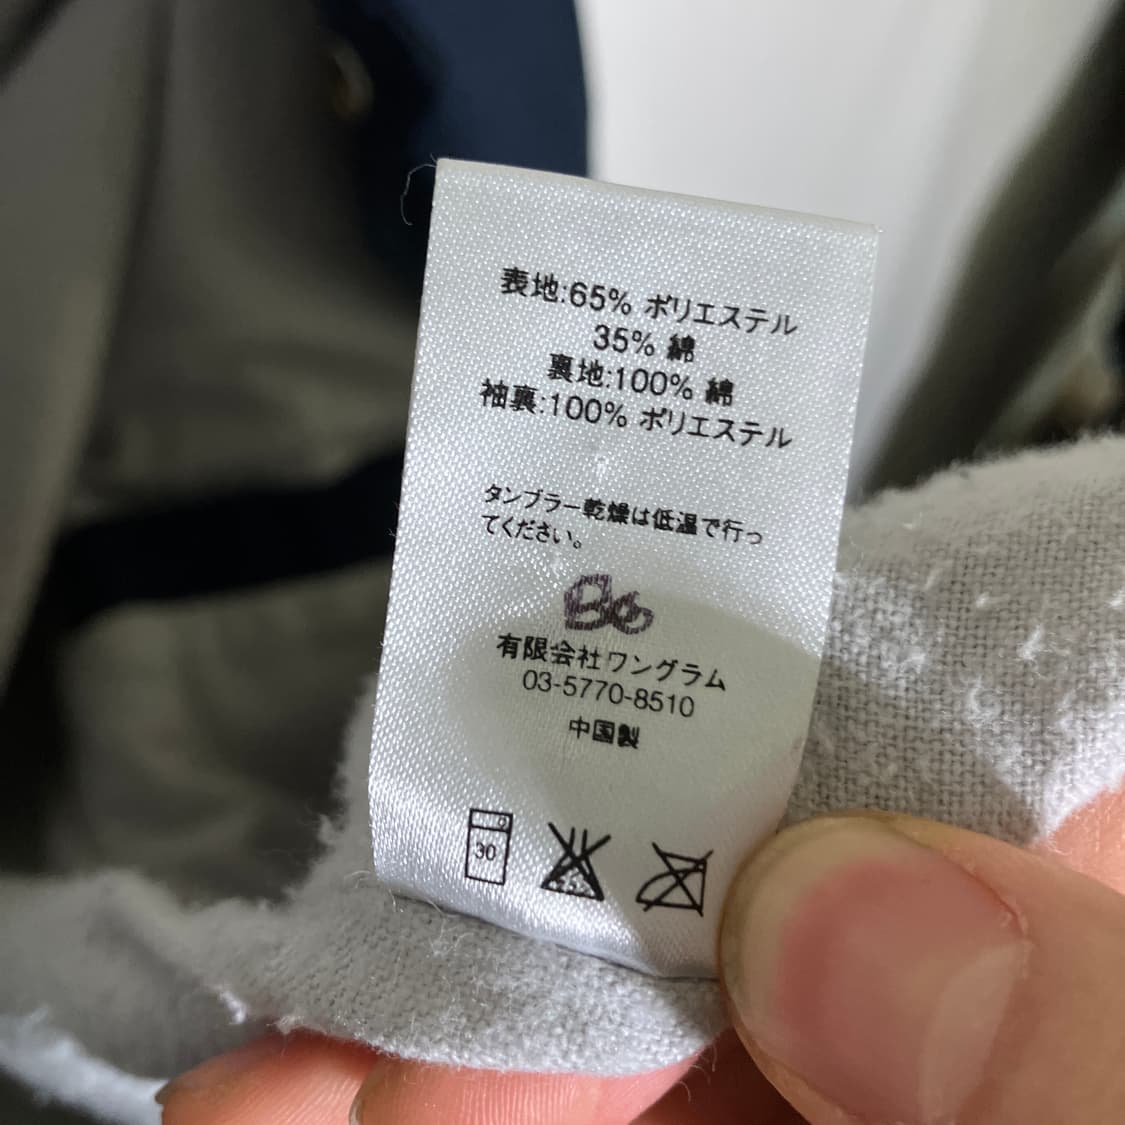 表地:65% ポリエステル
35% 綿
裏地:100% 綿
袖裏:100% ポリエステル
タンブラー乾燥は低温で行っ
てください。
有限会社ワングラム
03-5770-8510
中国製
30